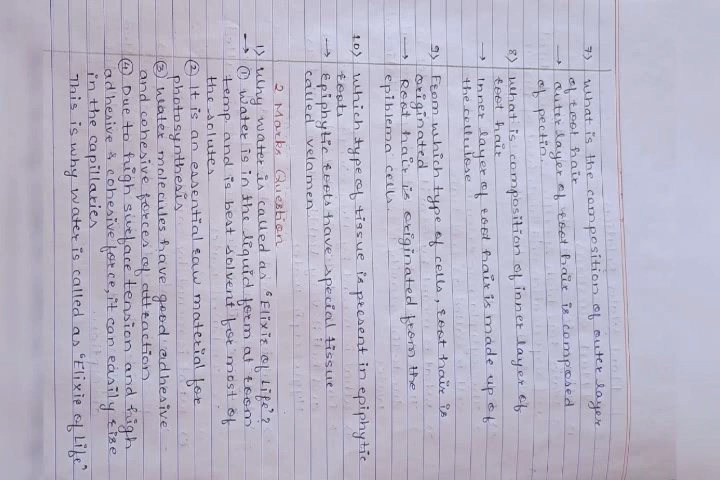 7) What is the composition of outer layer
of root hair
→ outer layer of root hair is composed
of pectin.
8) What is composition of inner layer of
root hair
→ Inner layer of root hair is made up of
the cellulose
9) From which type of cells, root hair is
originated
→ Root hair is originated from the
epiblema cells.
10) which type of tissue is present in epiphytic
roots
→ Epiphytic roots have special tissue
called velamen.
2 Marks Question
1) Why water is called as "Elixir of Life"?
→ ① Water is in the liquid form at room
temp. and is best solvent for most of
the solutes
② It is an essential raw material for
photosynthesis
③ Water molecules have good adhesive
and cohesive forces of attraction
④ Due to high surface tension and high
adhesive & cohesive force, it can easily rise
in the capillaries
This is why water is called as "Elixir of Life"